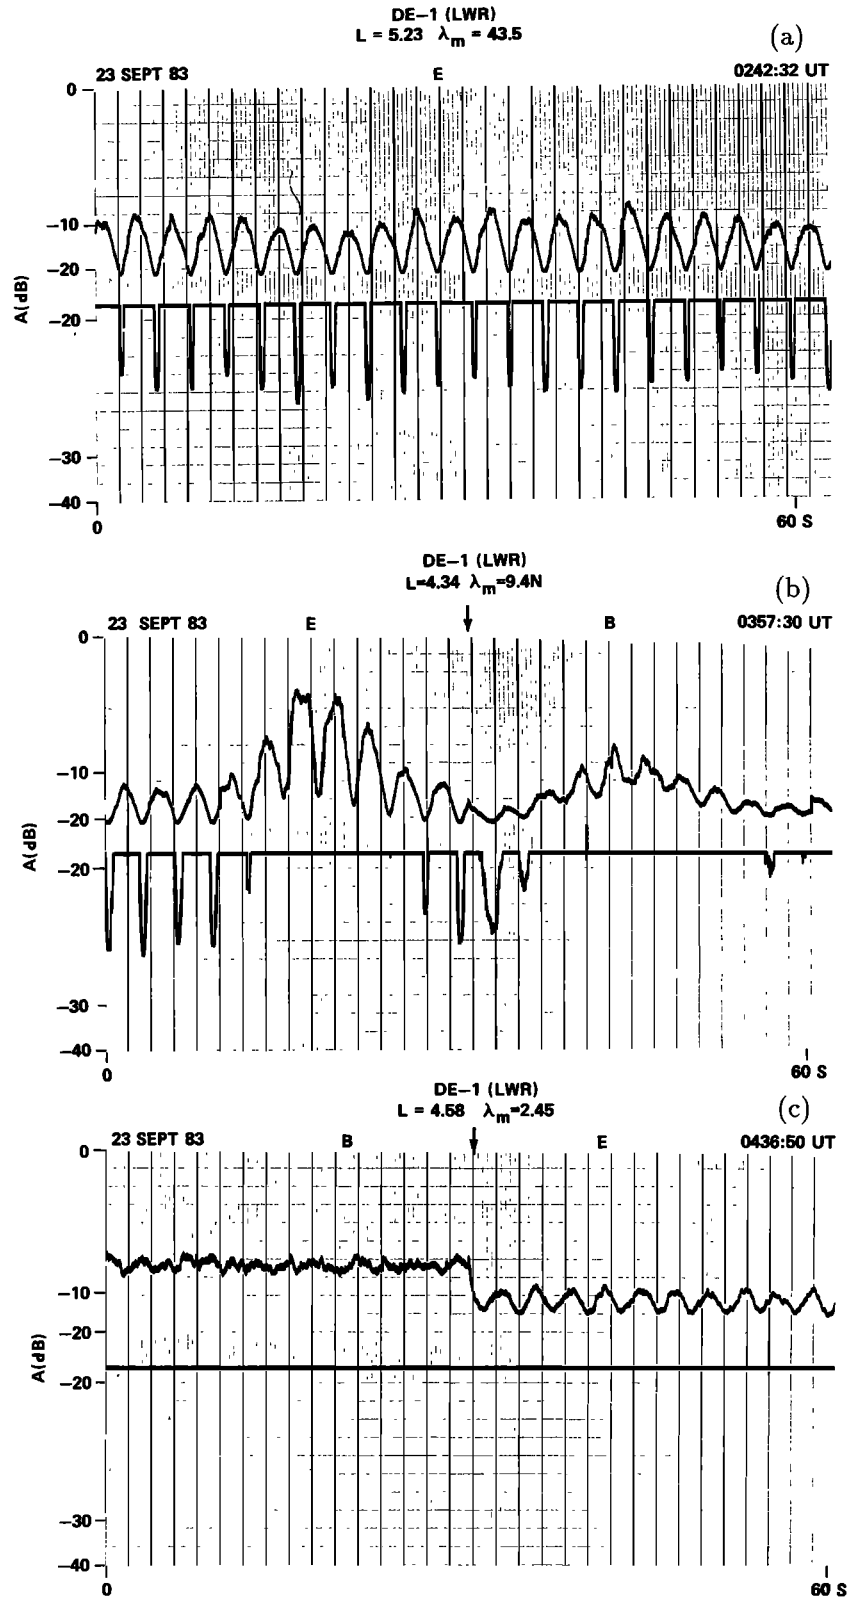 DE–1 (LWR)
L = 5.23 λm = 43.5
(a)
23 SEPT 83 E 0242:32 UT
0
–10
–20
A(dB)
–20
–30
–40
0 60 S
DE–1 (LWR)
L=4.34 λm=9.4N
(b)
23 SEPT 83 E B 0357:30 UT
0
–10
–20
A(dB)
–20
–30
–40
0 60 S
DE–1 (LWR)
L = 4.58 λm=2.45
(c)
23 SEPT 83 B E 0436:50 UT
0
–10
–20
A(dB)
–20
–30
–40
0 60 S